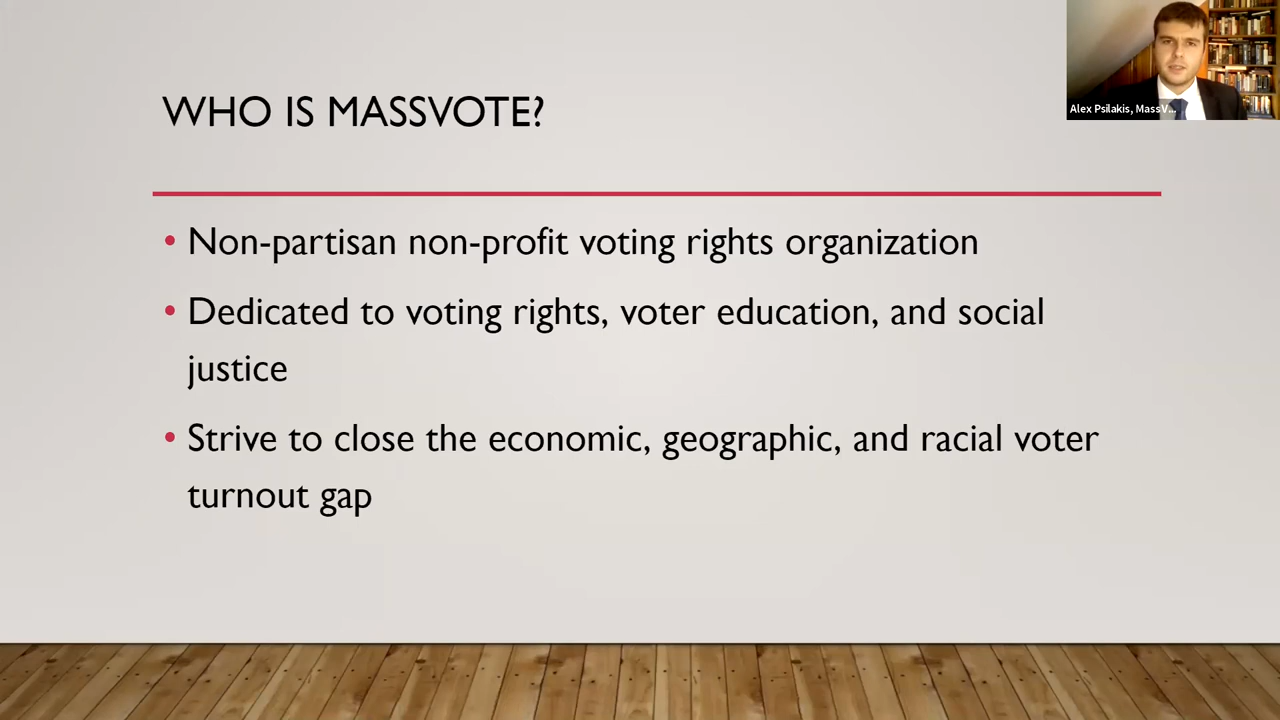 WHO IS MASSVOTE?
Alex Psilakis, MassV...
• Non-partisan non-profit voting rights organization
• Dedicated to voting rights, voter education, and social
justice
• Strive to close the economic, geographic, and racial voter
turnout gap